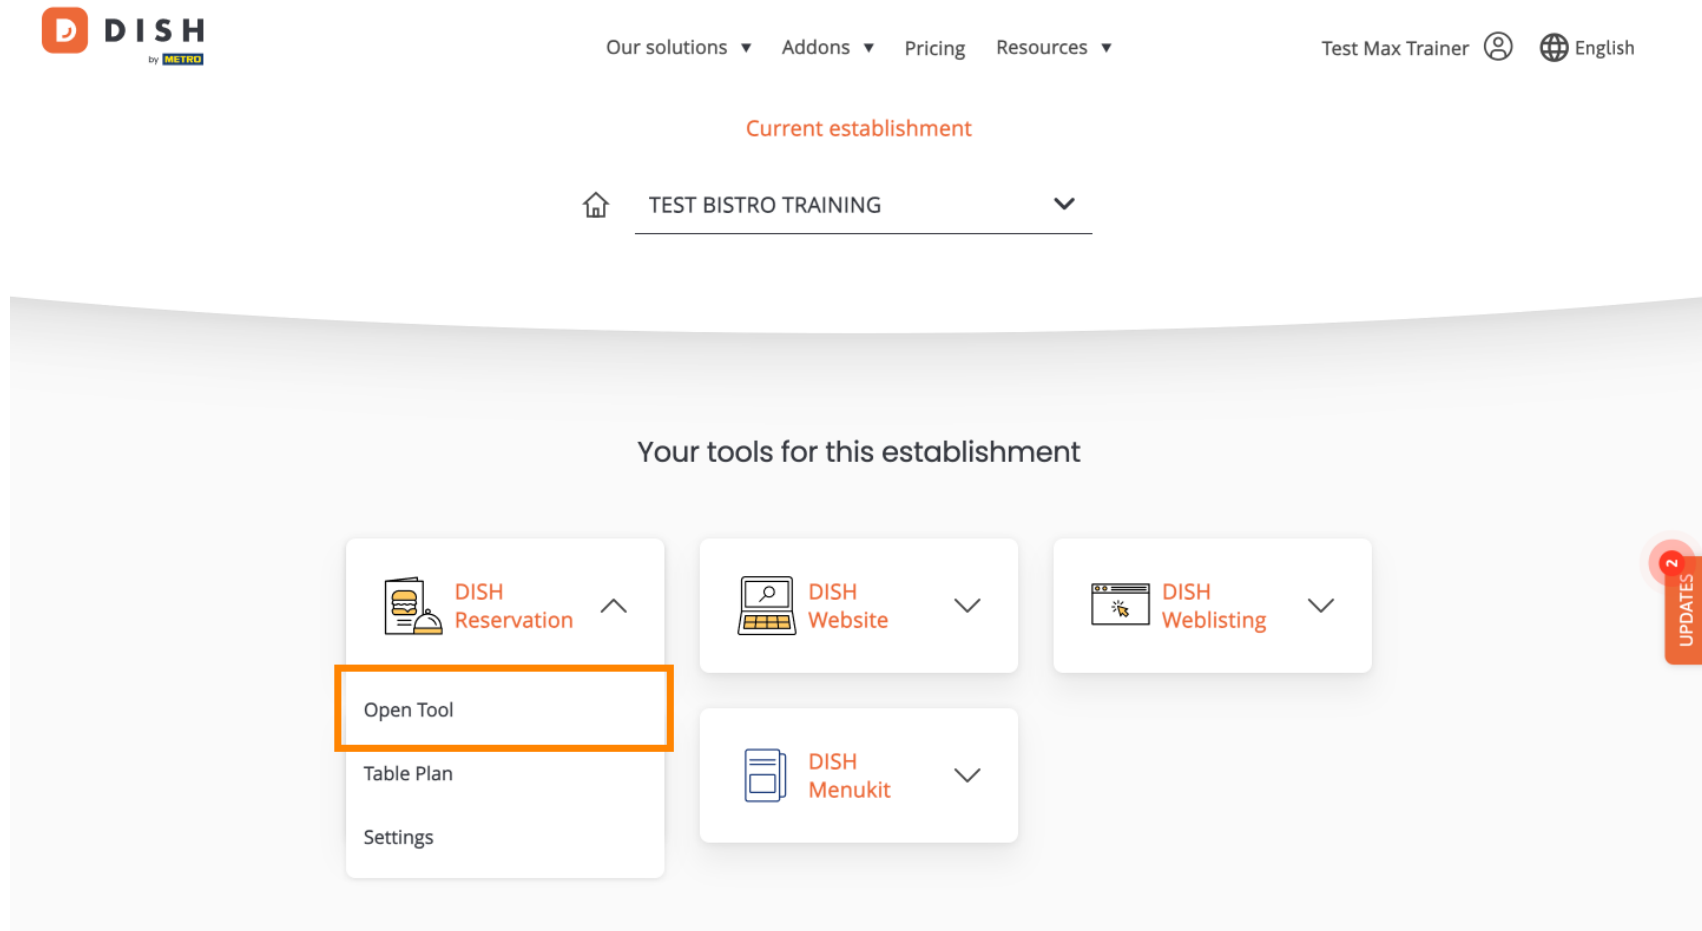 DISH
by METRO
Our solutions ▼ Addons ▼ Pricing Resources ▼
Test Max Trainer English
Current establishment
TEST BISTRO TRAINING
Your tools for this establishment
DISH
Reservation
DISH
Website
DISH
Weblisting
Open Tool
Table Plan
Settings
DISH
Menukit
2
UPDATES